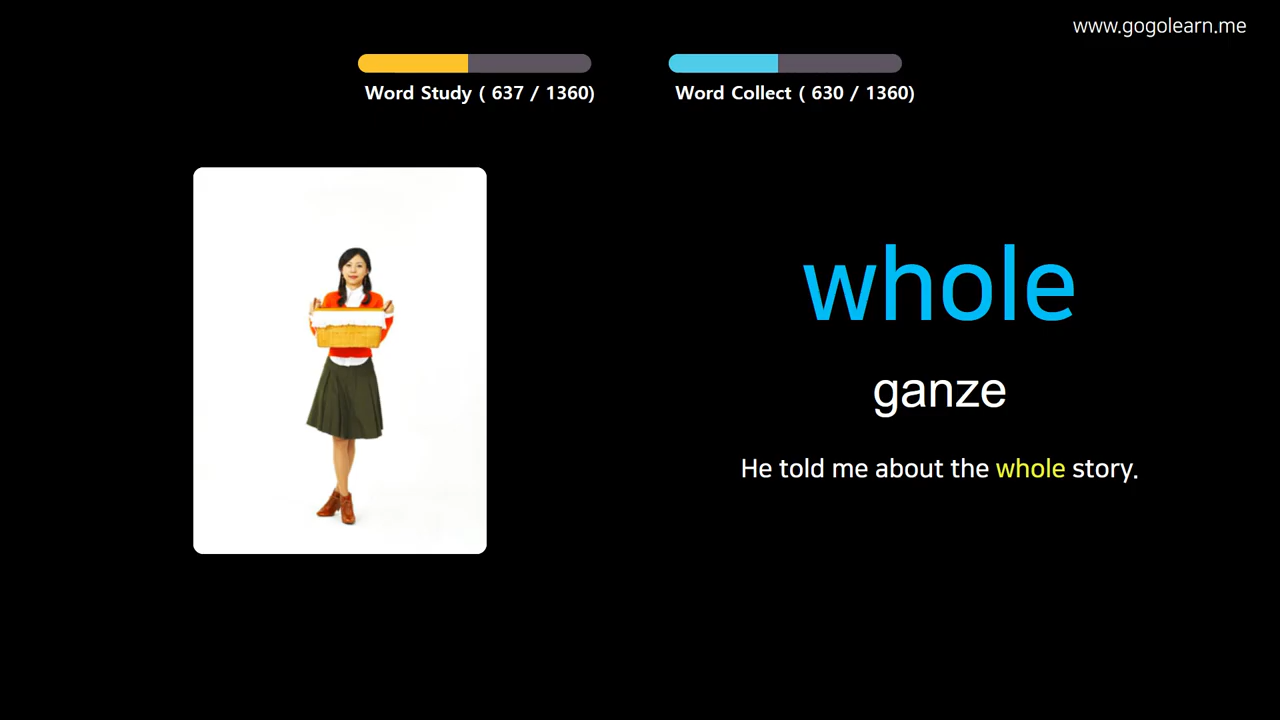 www.gogolearn.me
Word Study ( 637 / 1360)
Word Collect ( 630 / 1360)
whole
ganze
He told me about the whole story.